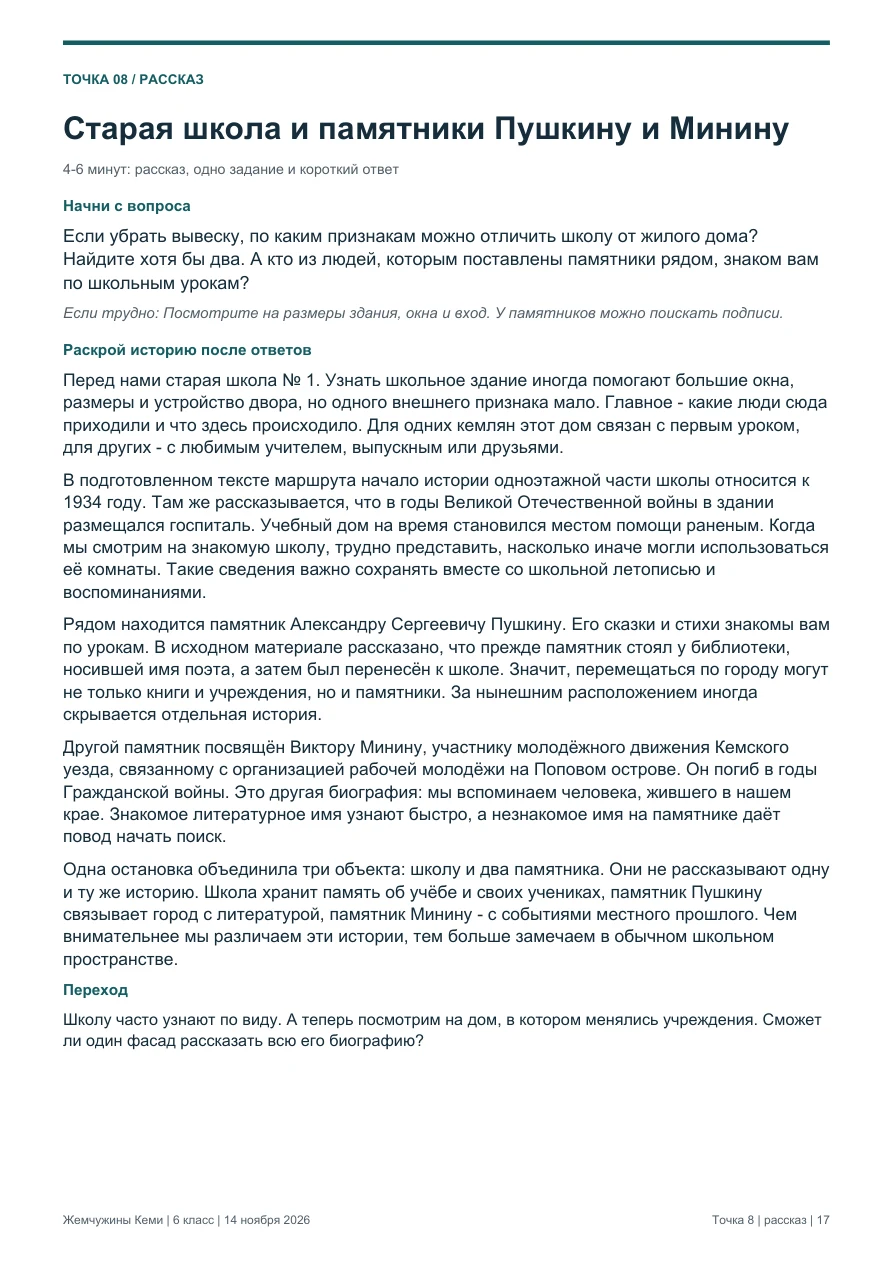 ТОЧКА 08 / РАССКАЗ
Старая школа и памятники Пушкину и Минину
4-6 минут: рассказ, одно задание и короткий ответ
Начни с вопроса
Если убрать вывеску, по каким признакам можно отличить школу от жилого дома?
Найдите хотя бы два. А кто из людей, которым поставлены памятники рядом, знаком вам
по школьным урокам?
Если трудно: Посмотрите на размеры здания, окна и вход. У памятников можно поискать подписи.
Раскрой историю после ответов
Перед нами старая школа № 1. Узнать школьное здание иногда помогают большие окна,
размеры и устройство двора, но одного внешнего признака мало. Главное - какие люди сюда
приходили и что здесь происходило. Для одних кемлян этот дом связан с первым уроком,
для других - с любимым учителем, выпускным или друзьями.
В подготовленном тексте маршрута начало истории одноэтажной части школы относится к
1934 году. Там же рассказывается, что в годы Великой Отечественной войны в здании
размещался госпиталь. Учебный дом на время становился местом помощи раненым. Когда
мы смотрим на знакомую школу, трудно представить, насколько иначе могли использоваться
её комнаты. Такие сведения важно сохранять вместе со школьной летописью и
воспоминаниями.
Рядом находится памятник Александру Сергеевичу Пушкину. Его сказки и стихи знакомы вам
по урокам. В исходном материале рассказано, что прежде памятник стоял у библиотеки,
носившей имя поэта, а затем был перенесён к школе. Значит, перемещаться по городу могут
не только книги и учреждения, но и памятники. За нынешним расположением иногда
скрывается отдельная история.
Другой памятник посвящён Виктору Минину, участнику молодёжного движения Кемского
уезда, связанному с организацией рабочей молодёжи на Поповом острове. Он погиб в годы
Гражданской войны. Это другая биография: мы вспоминаем человека, жившего в нашем
крае. Знакомое литературное имя узнают быстро, а незнакомое имя на памятнике даёт
повод начать поиск.
Одна остановка объединила три объекта: школу и два памятника. Они не рассказывают одну
и ту же историю. Школа хранит память об учёбе и своих учениках, памятник Пушкину
связывает город с литературой, памятник Минину - с событиями местного прошлого. Чем
внимательнее мы различаем эти истории, тем больше замечаем в обычном школьном
пространстве.
Переход
Школу часто узнают по виду. А теперь посмотрим на дом, в котором менялись учреждения. Сможет
ли один фасад рассказать всю его биографию?
Жемчужины Кеми | 6 класс | 14 ноября 2026
Точка 8 | рассказ | 17